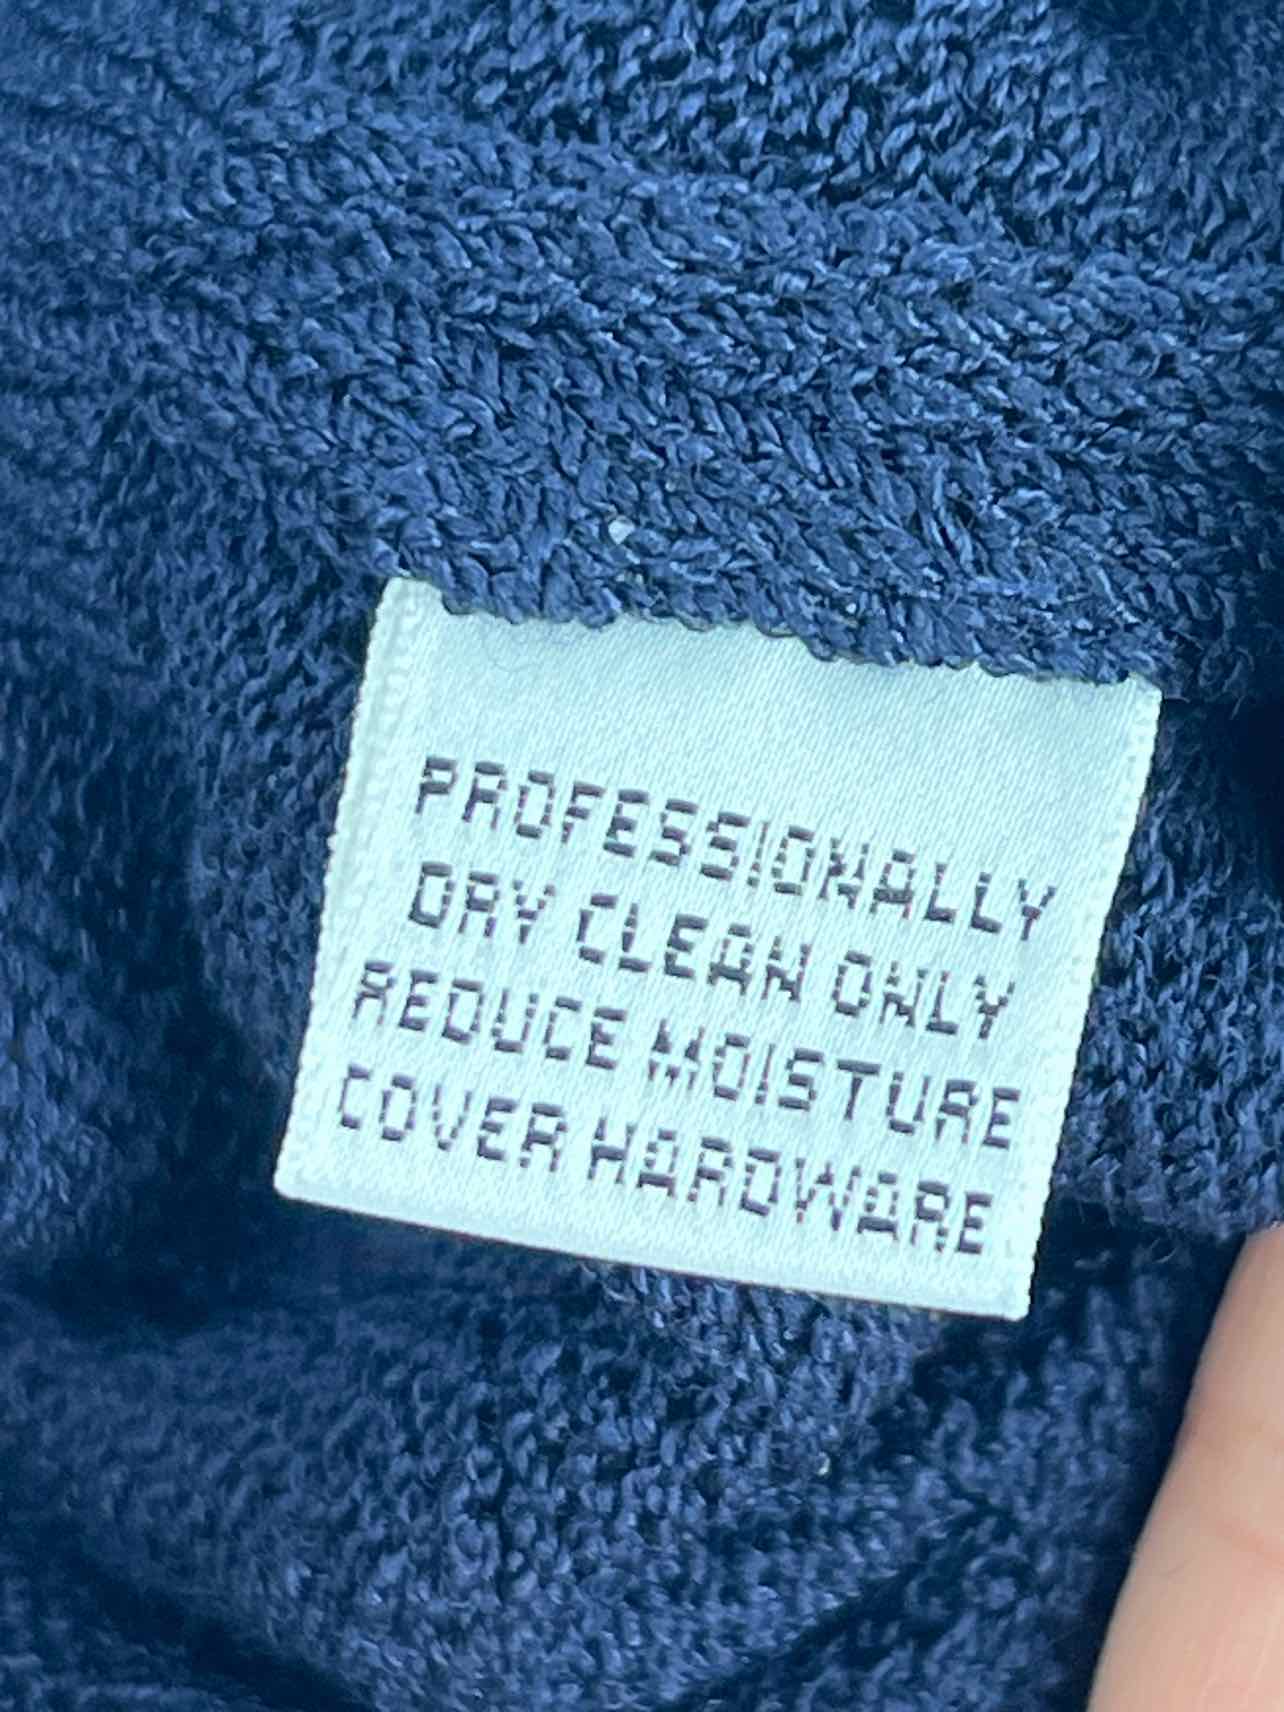 PROFESSIONALLY
DRY CLEAN ONLY
REDUCE MOISTURE
COVER HARDWARE